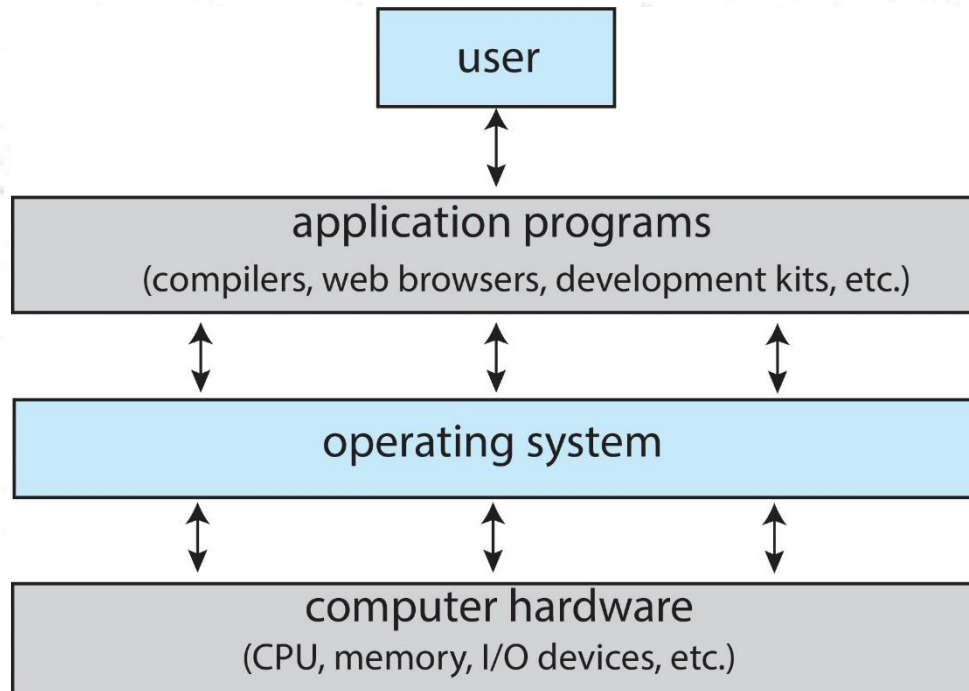 user
application programs
(compilers, web browsers, development kits, etc.)
operating system
computer hardware
(CPU, memory, I/O devices, etc.)